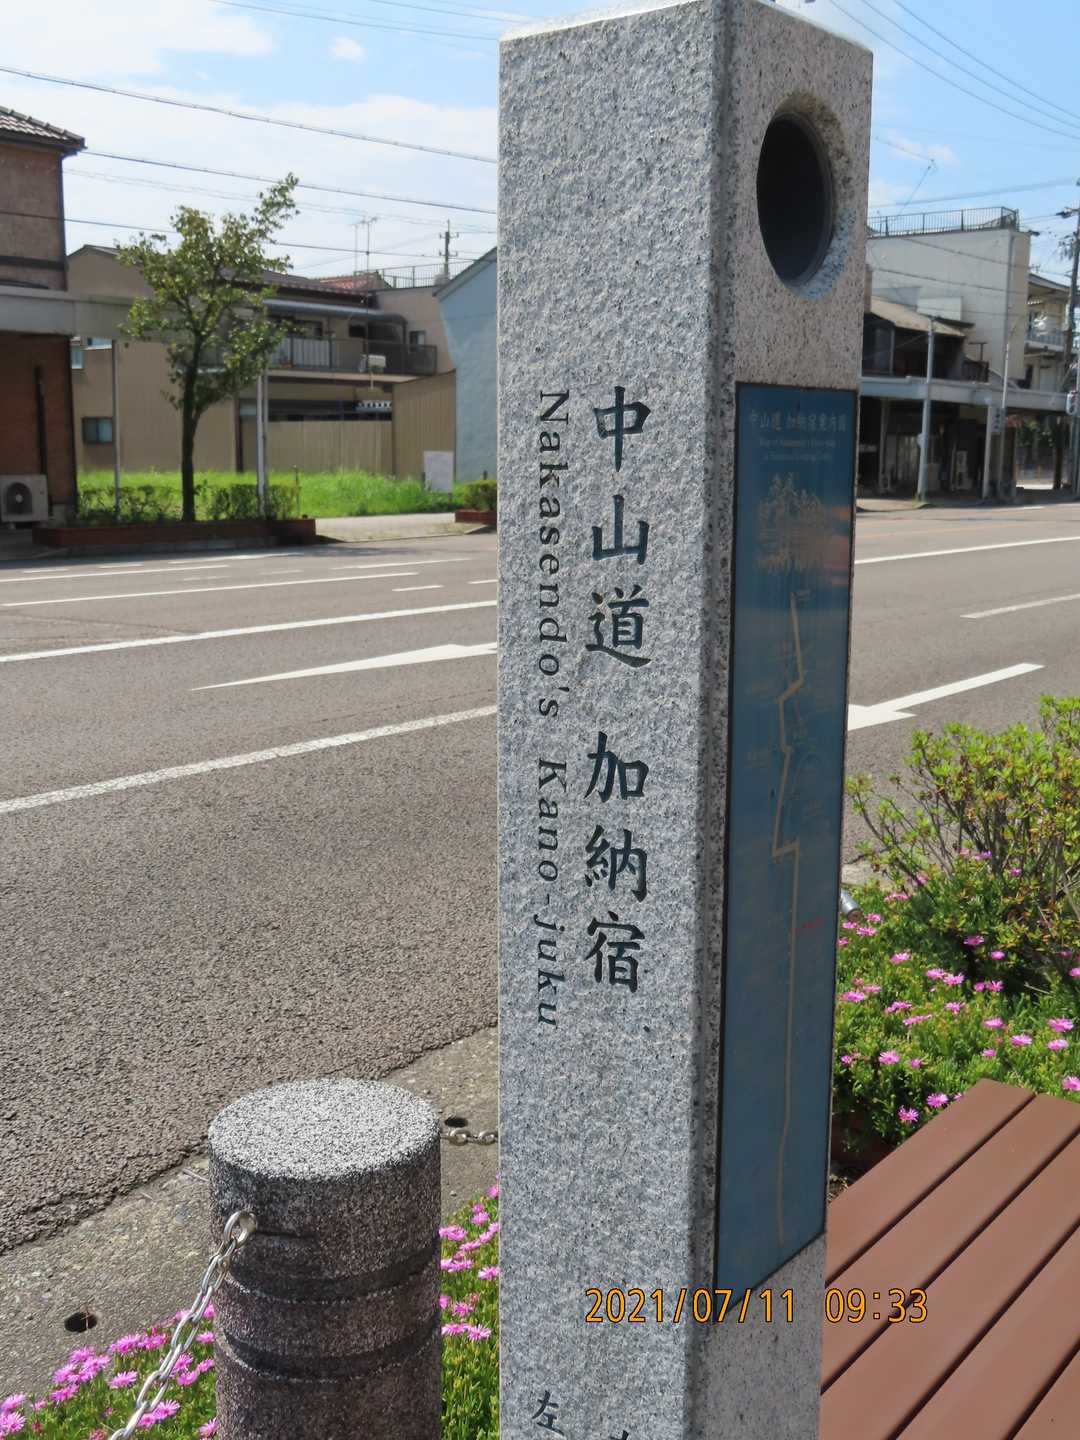 中山道 加納宿
Nakasendo's Kano-juku
中山道 加納宿案内図
左
2021/07/11 09:33